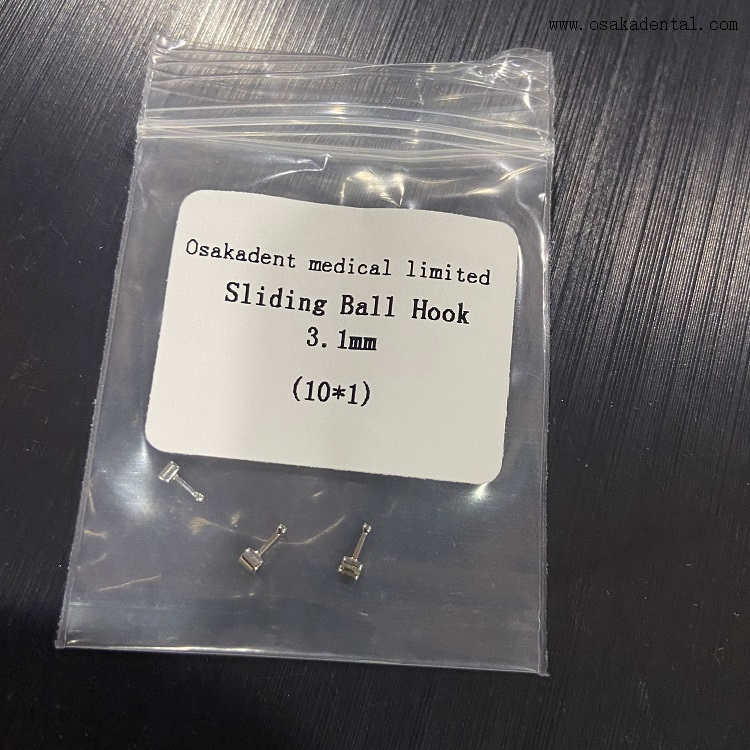 www.osakadental.com
Osakadent medical limited
Sliding Ball Hook
3.1mm
(10*1)